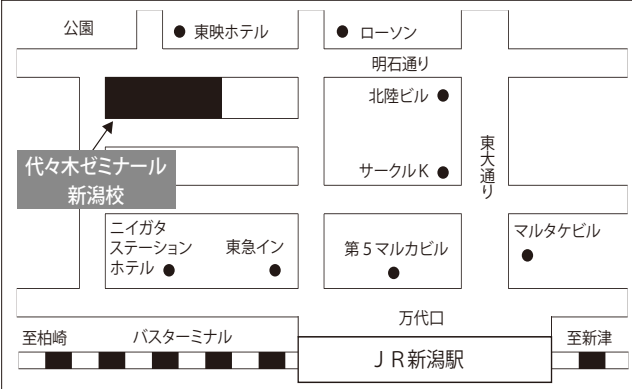 公園
東映ホテル
ローソン
明石通り
北陸ビル
代々木ゼミナール
新潟校
サークルK
東大通り
ニイガタ
ステーション
ホテル
東急イン
第5マルカビル
マルタケビル
万代口
至柏崎
バスターミナル
JR新潟駅
至新津